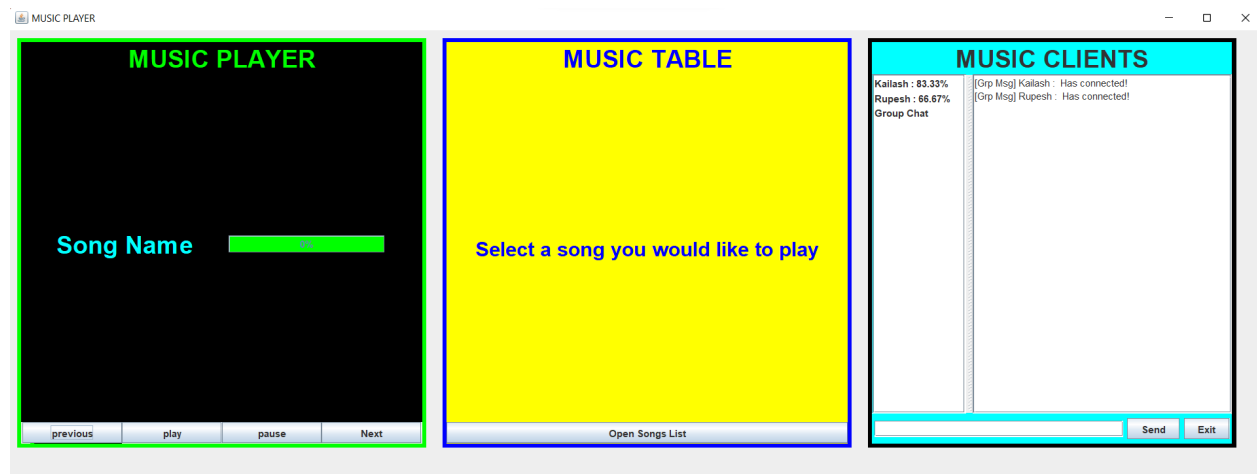 MUSIC PLAYER
MUSIC PLAYER
Song Name
0%
previous
play
pause
Next
MUSIC TABLE
Select a song you would like to play
Open Songs List
MUSIC CLIENTS
Kailash : 83.33%
Rupesh : 66.67%
Group Chat
[Grp Msg] Kailash :  Has connected!
[Grp Msg] Rupesh :  Has connected!
Send
Exit